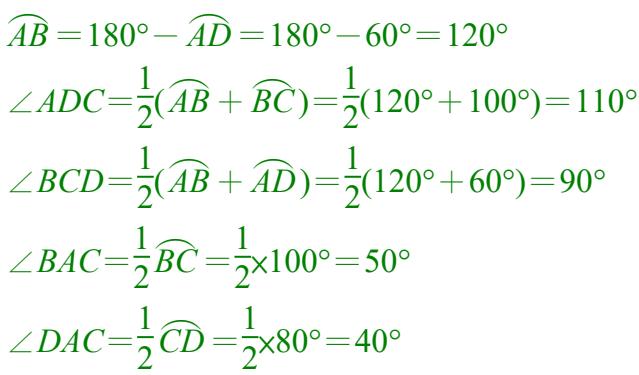 ⌒AB = 180° − ⌒AD = 180° − 60° = 120°
∠ADC = 1/2(⌒AB + ⌒BC) = 1/2(120° + 100°) = 110°
∠BCD = 1/2(⌒AB + ⌒AD) = 1/2(120° + 60°) = 90°
∠BAC = 1/2 ⌒BC = 1/2 × 100° = 50°
∠DAC = 1/2 ⌒CD = 1/2 × 80° = 40°